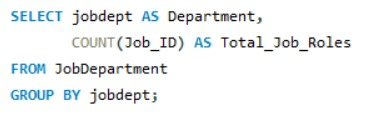 SELECT jobdept AS Department,
COUNT(Job_ID) AS Total_Job_Roles
FROM JobDepartment
GROUP BY jobdept;